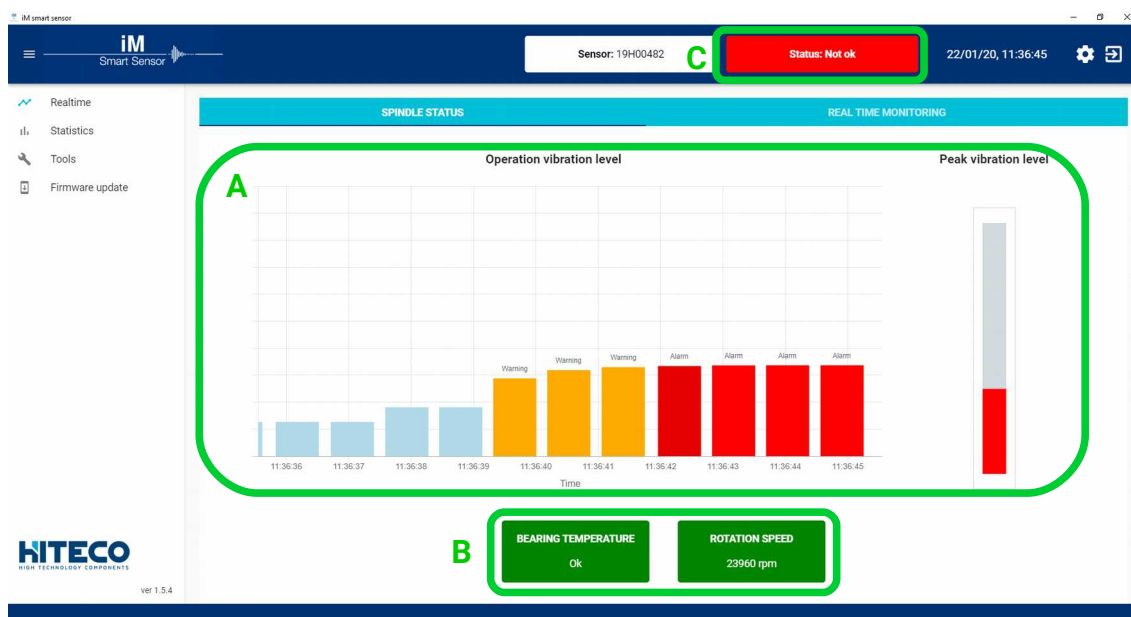 iM smart sensor
iM
Smart Sensor
Sensor: 19H00482
C
Status: Not ok
22/01/20, 11:36:45
Realtime
Statistics
Tools
Firmware update
SPINDLE STATUS
REAL TIME MONITORING
A
Operation vibration level
Peak vibration level
Warning
Warning
Warning
Alarm
Alarm
Alarm
Alarm
11:36:36
11:36:37
11:36:38
11:36:39
11:36:40
11:36:41
11:36:42
11:36:43
11:36:44
11:36:45
Time
B
BEARING TEMPERATURE
Ok
ROTATION SPEED
23960 rpm
HITECO
HIGH TECHNOLOGY COMPONENTS
ver 1.5.4